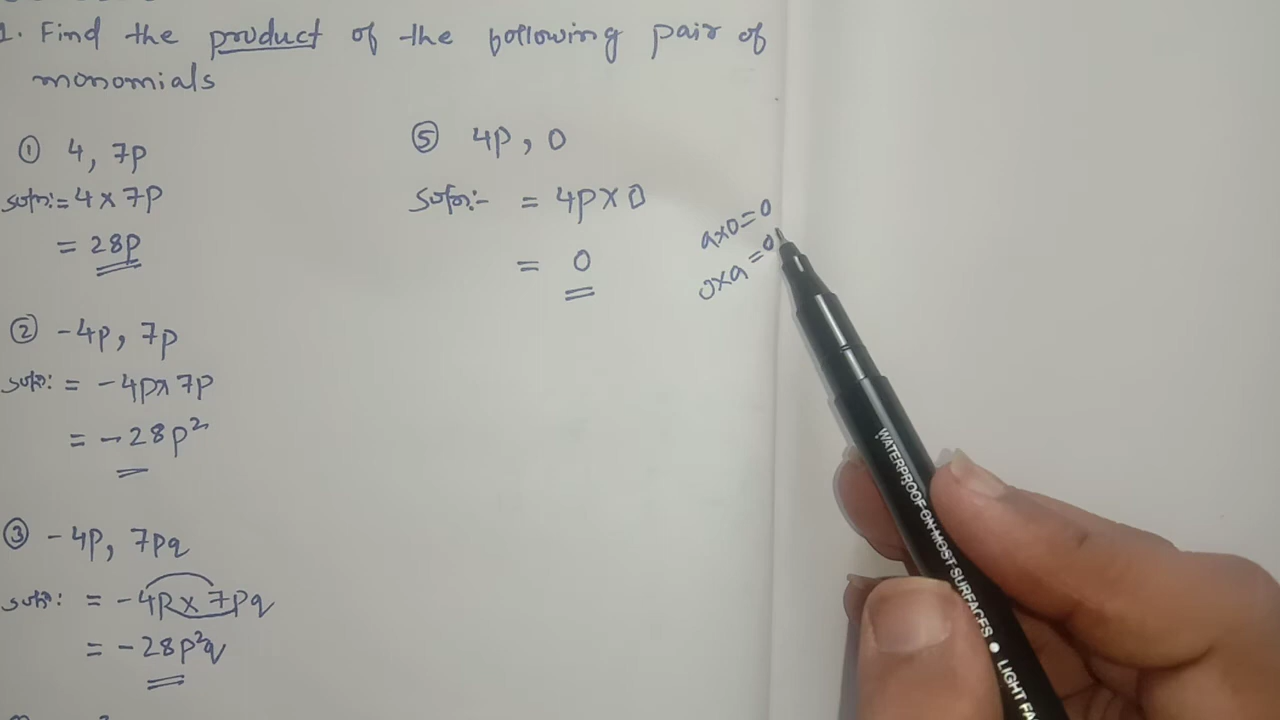 1. Find the product of the following pair of
monomials
① 4, 7p
Soln:- = 4 x 7p
= 28p
② -4p, 7p
Soln: = -4p x 7p
= -28p²
③ -4p, 7pq
Soln: = -4p x 7pq
= -28p²q
⑤ 4p, 0
Soln:- = 4p x 0
= 0
a x 0 = 0
0 x a = 0
WATERPROOF ON MOST SURFACES • LIGHT FA